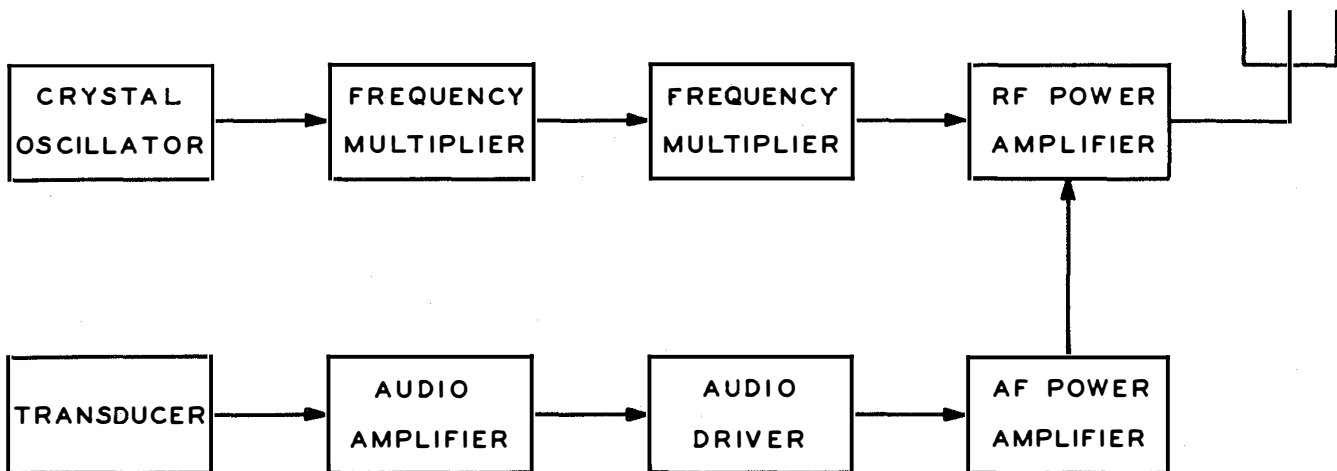 CRYSTAL
OSCILLATOR
FREQUENCY
MULTIPLIER
FREQUENCY
MULTIPLIER
RF POWER
AMPLIFIER
TRANSDUCER
AUDIO
AMPLIFIER
AUDIO
DRIVER
AF POWER
AMPLIFIER